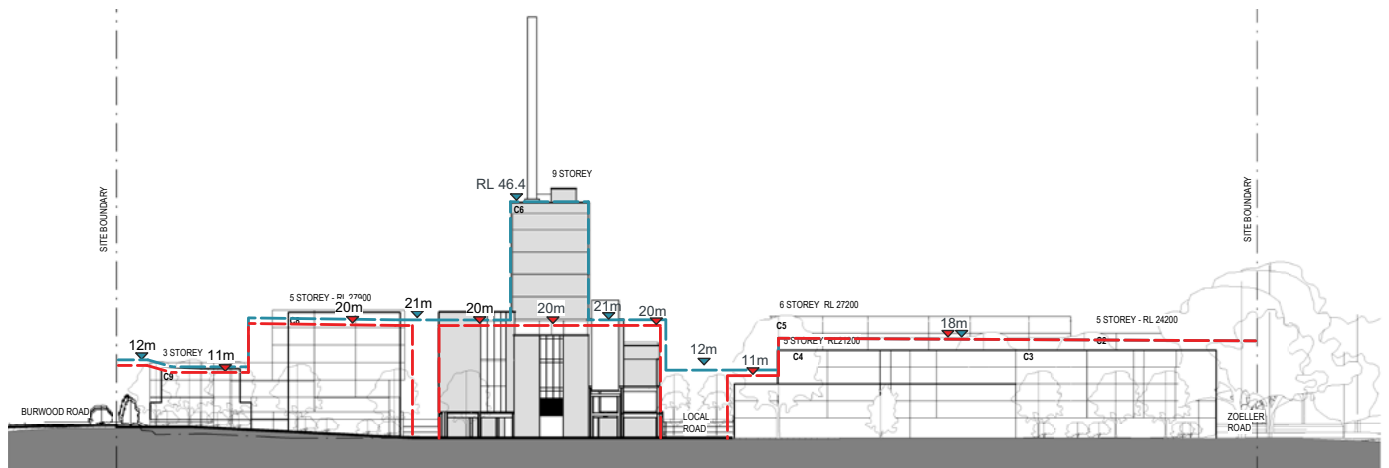 SITE BOUNDARY
BURWOOD ROAD
12m
3 STOREY
C9
11m
5 STOREY - RL 27900
C8
20m
21m
20m
RL 46.4
C6
9 STOREY
20m
21m
20m
12m
LOCAL
ROAD
11m
6 STOREY RL 27200
C5
5 STOREY RL27200
C4
18m
C3
5 STOREY - RL 24200
C2
SITE BOUNDARY
ZOELLER
ROAD